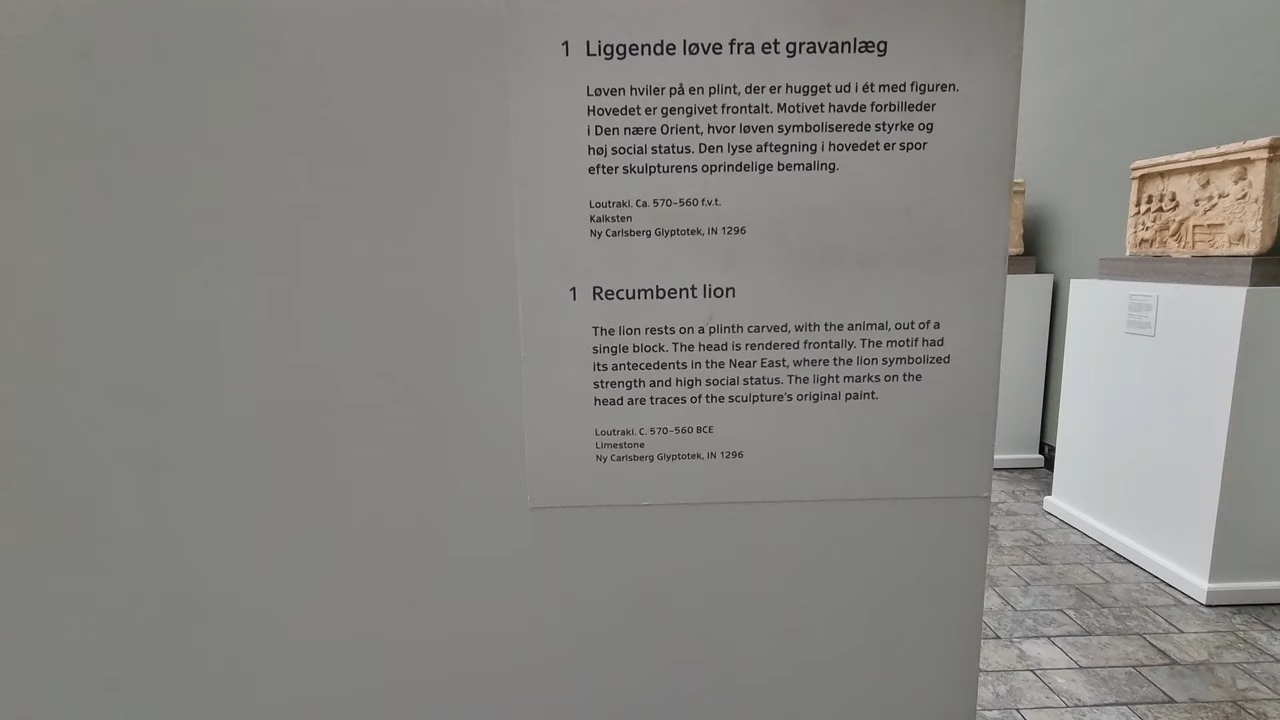 1 Liggende løve fra et gravanlæg
Løven hviler på en plint, der er hugget ud i ét med figuren.
Hovedet er gengivet frontalt. Motivet havde forbilleder
i Den nære Orient, hvor løven symboliserede styrke og
høj social status. Den lyse aftegning i hovedet er spor
efter skulpturens oprindelige bemaling.
Loutraki. Ca. 570–560 f.v.t.
Kalksten
Ny Carlsberg Glyptotek, IN 1296
1 Recumbent lion
The lion rests on a plinth carved, with the animal, out of a
single block. The head is rendered frontally. The motif had
its antecedents in the Near East, where the lion symbolized
strength and high social status. The light marks on the
head are traces of the sculpture's original paint.
Loutraki. C. 570–560 BCE
Limestone
Ny Carlsberg Glyptotek, IN 1296